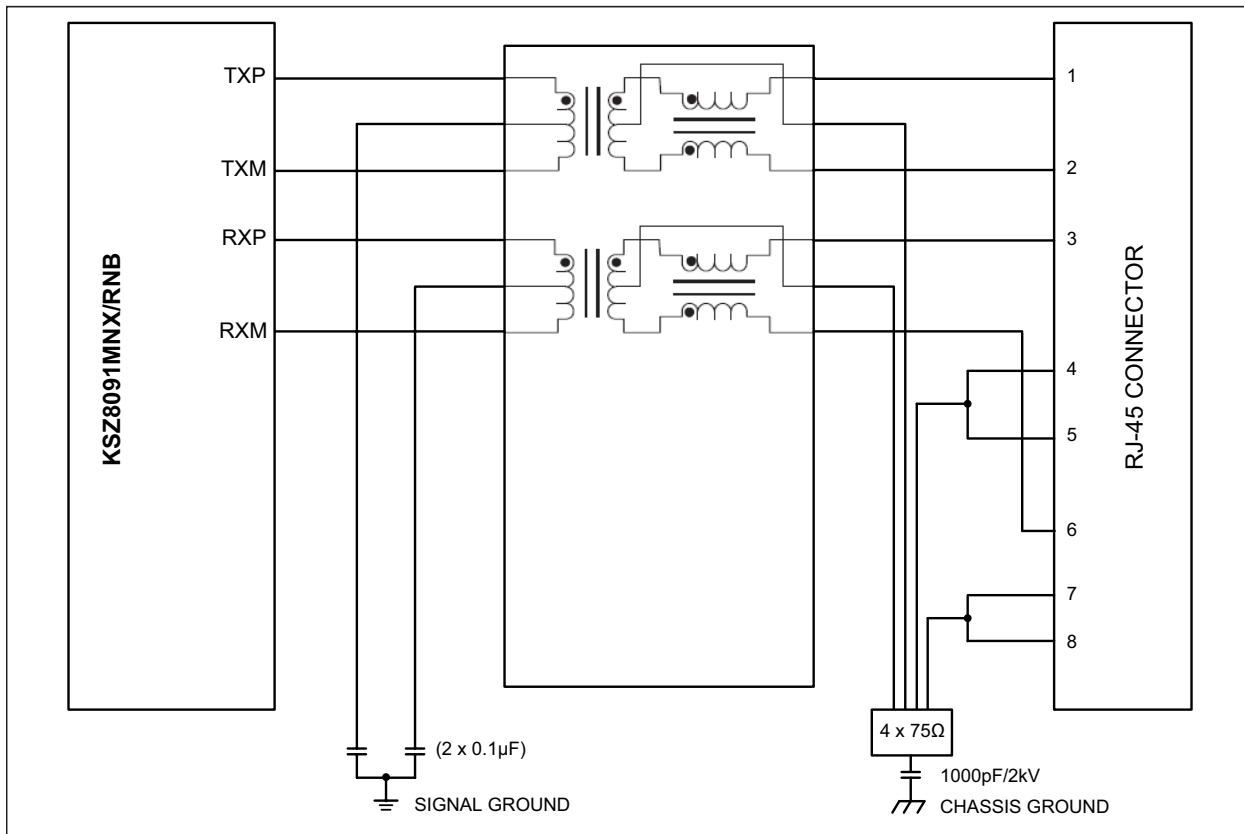 KSZ8091MNX/RNB
TXP
TXM
RXP
RXM
1
2
3
4
5
6
7
8
RJ-45 CONNECTOR
(2 x 0.1µF)
SIGNAL GROUND
4 x 75Ω
1000pF/2kV
CHASSIS GROUND